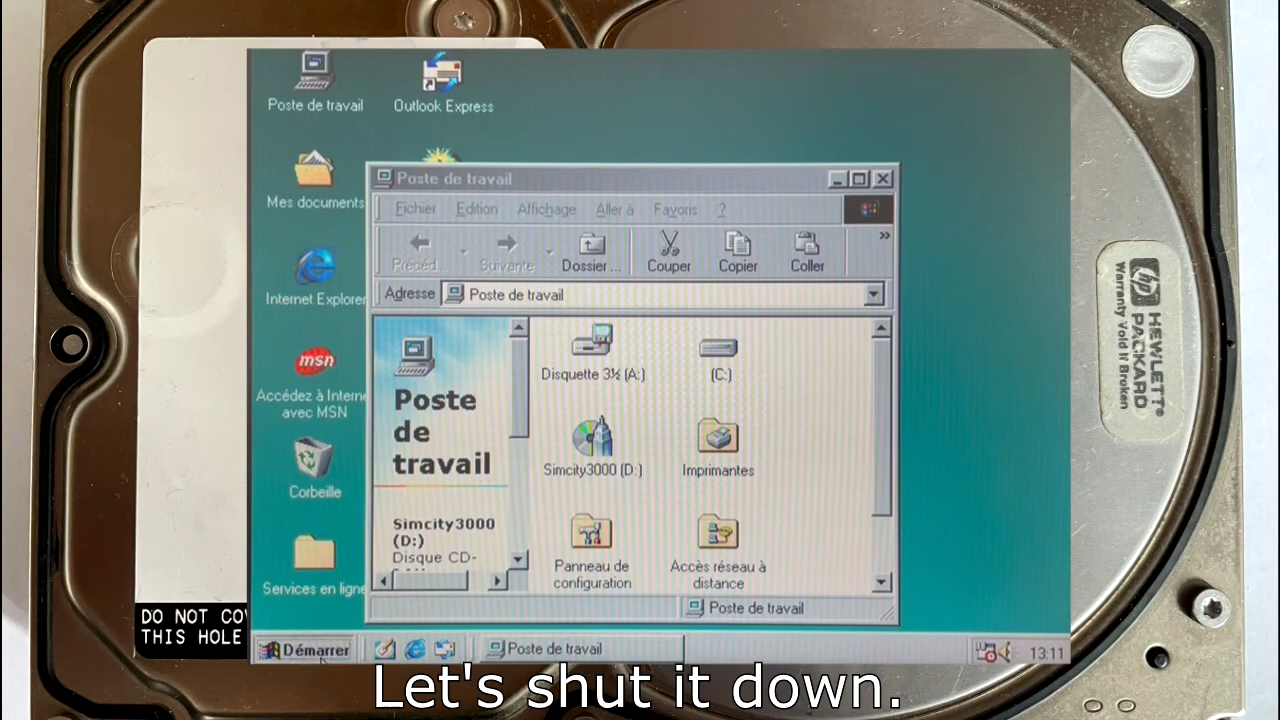 Poste de travail
Outlook Express
Mes documents
Internet Explorer
msn
Accédez à Interne
avec MSN
Corbeille
Services en ligne
Poste de travail
Fichier Edition Affichage Aller à Favoris ?
Précéd... Suivante Dossier ... Couper Copier Coller »
Adresse Poste de travail
Poste
de
travail
Simcity3000
(D:)
Disque CD-
Disquette 3½ (A:)
(C:)
Simcity3000 (D:)
Imprimantes
Panneau de
configuration
Accès réseau à
distance
Poste de travail
Démarrer
Poste de travail
13:11
DO NOT CO
THIS HOLE
hp
HEWLETT®
PACKARD
Warranty Void If Broken
Let's shut it down.